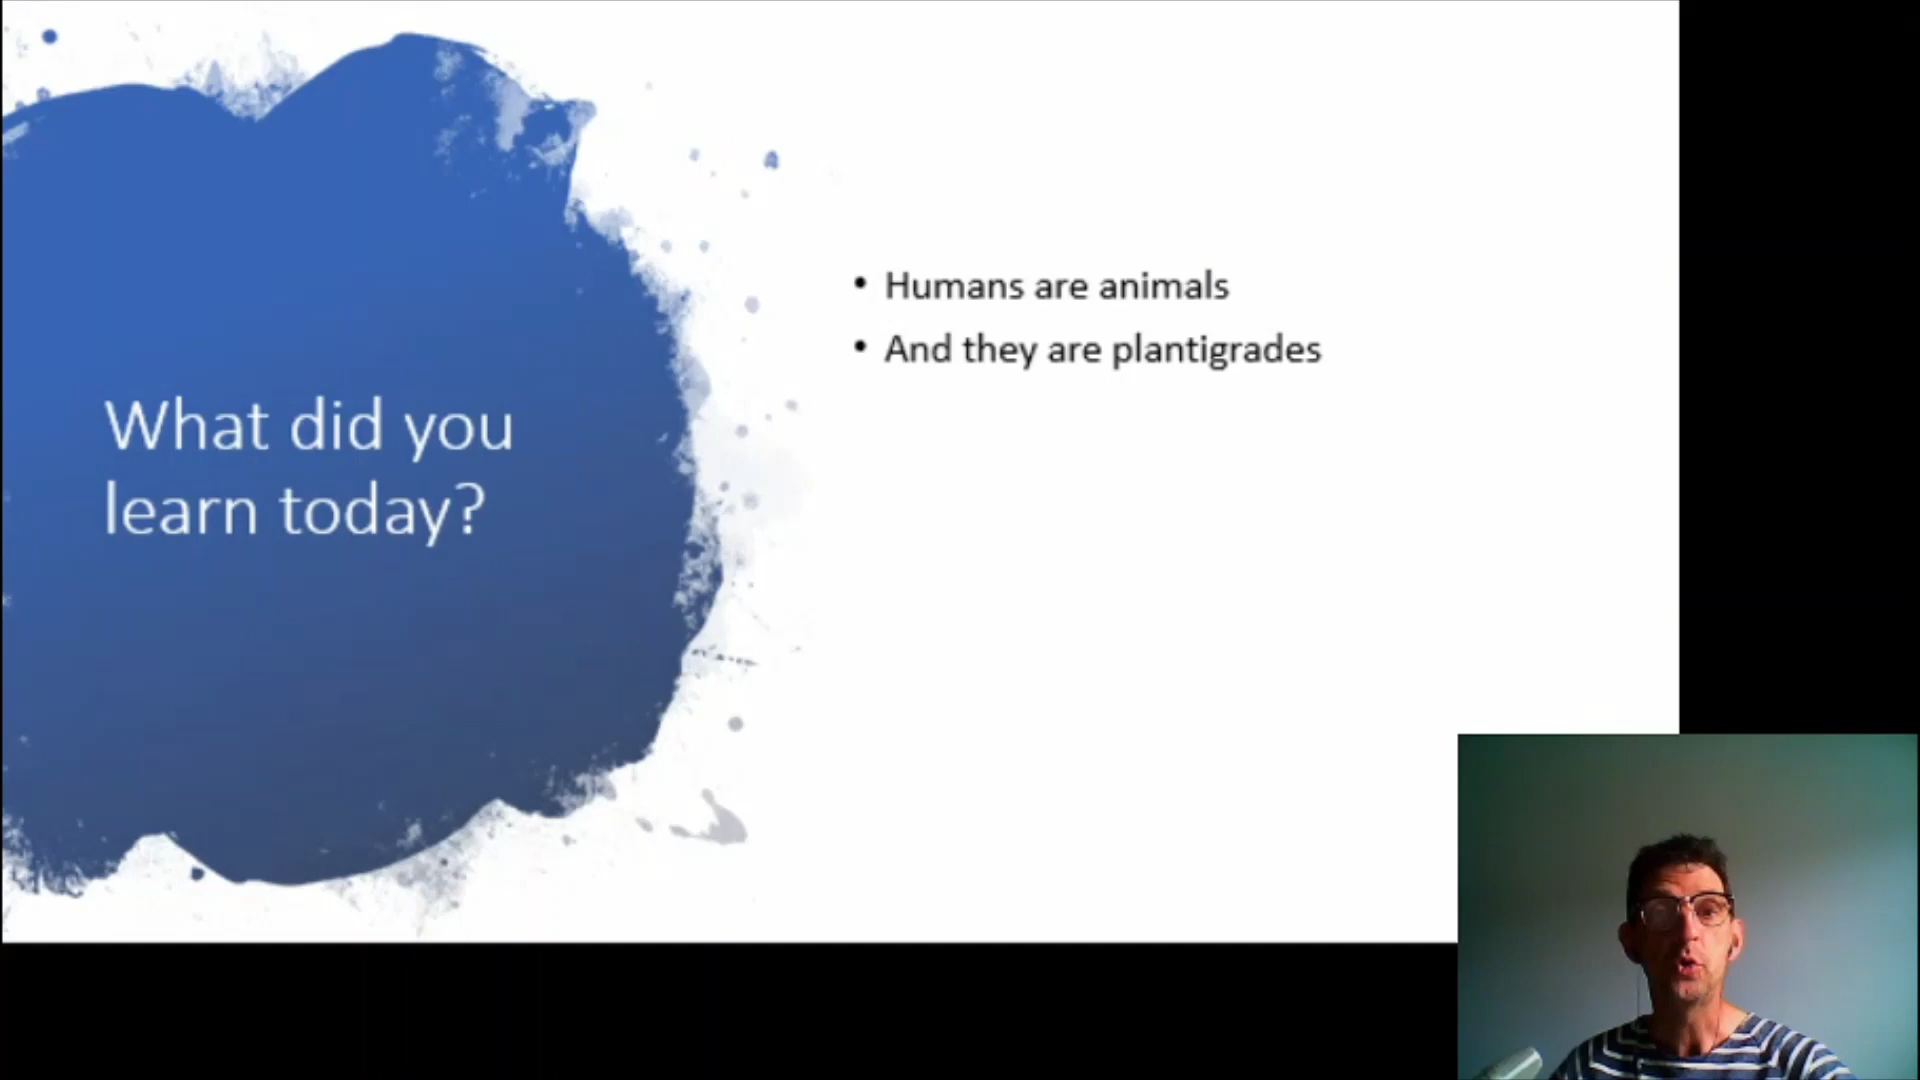 What did you
learn today?
• Humans are animals
• And they are plantigrades